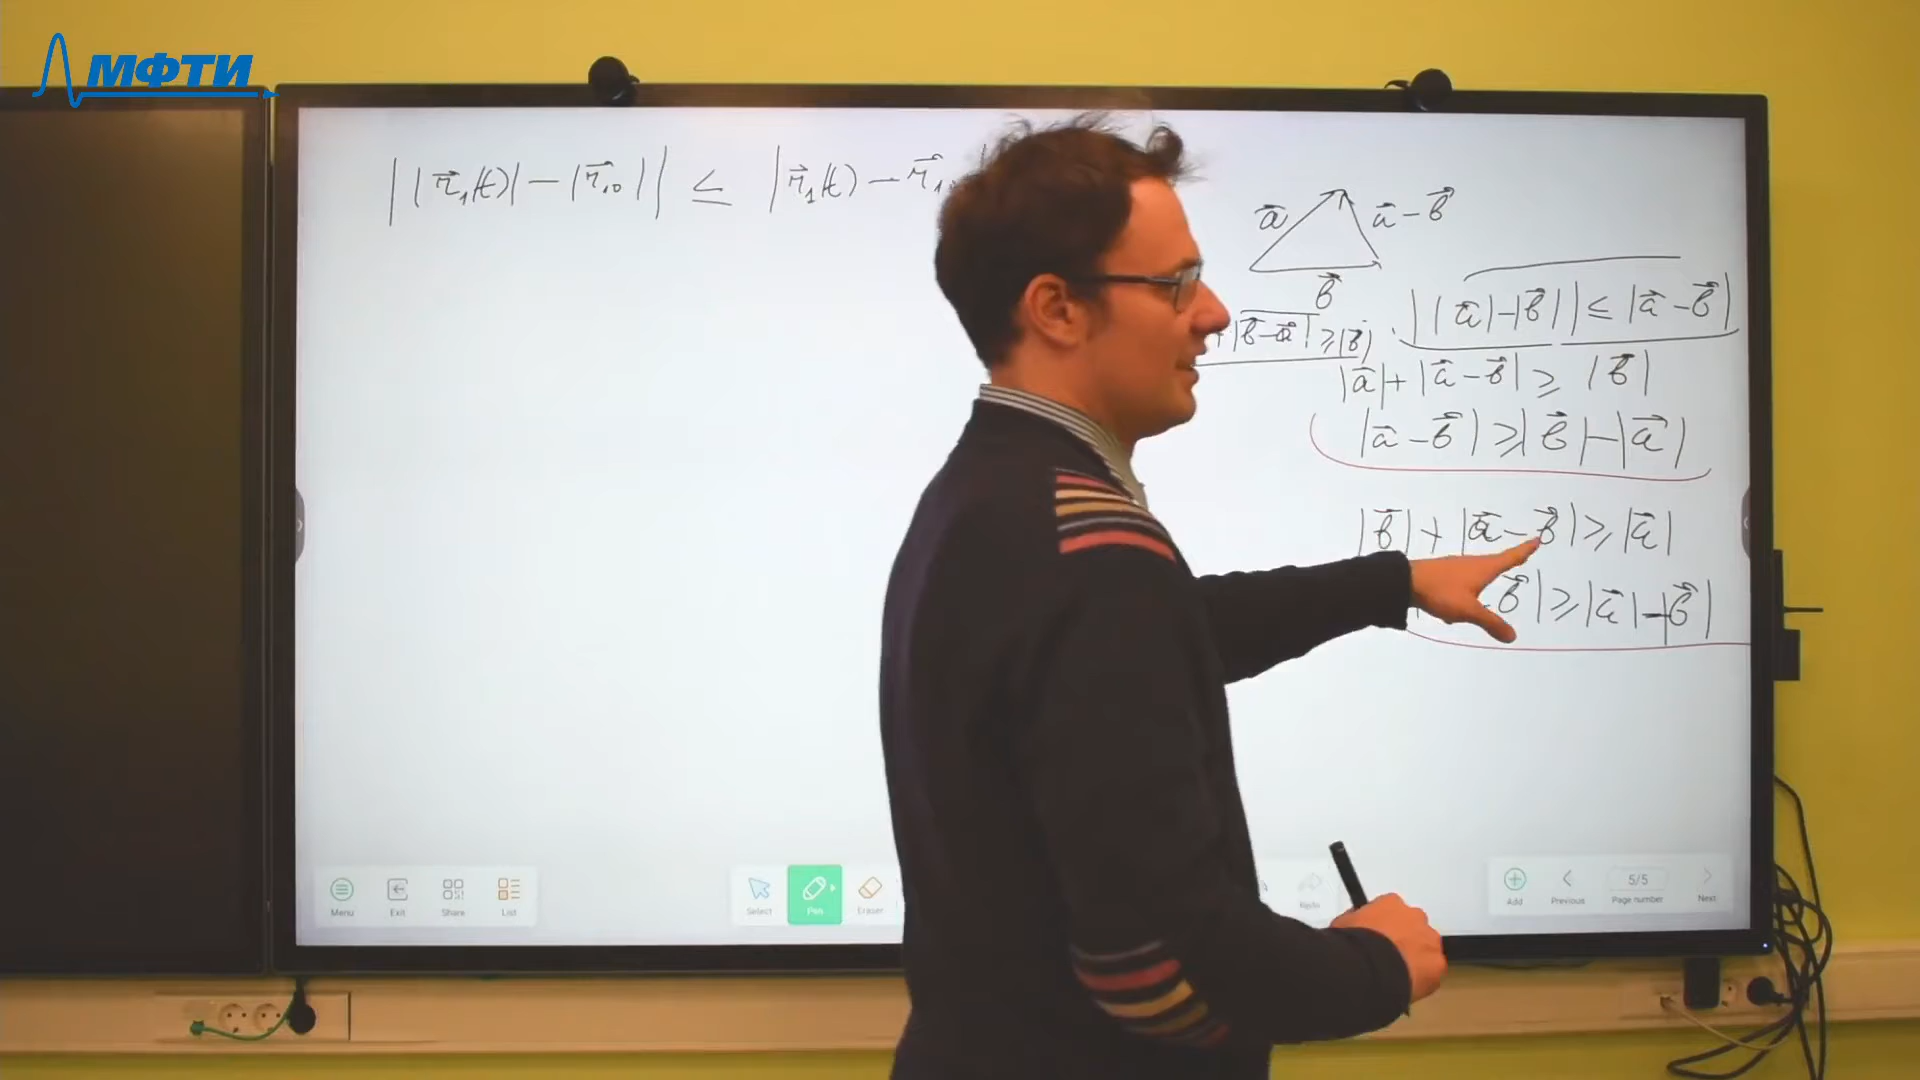 МФТИ
||r⃗₁(t)| − |r⃗₁₀|| ≤ |r⃗₁(t) − r⃗₁
a⃗ a⃗ − b⃗
b⃗
+ |b⃗ − a⃗| ≥ |b⃗| ||a⃗| − |b⃗|| ≤ |a⃗ − b⃗|
|a⃗| + |a⃗ − b⃗| ≥ |b⃗|
|a⃗ − b⃗| ≥ |b⃗| − |a⃗|
|b⃗| + |a⃗ − b⃗| ≥ |a⃗|
− b⃗| ≥ |a⃗| − |b⃗|
5/5
Menu Exit Share List Select Pen Eraser Redo Add Previous Page number Next